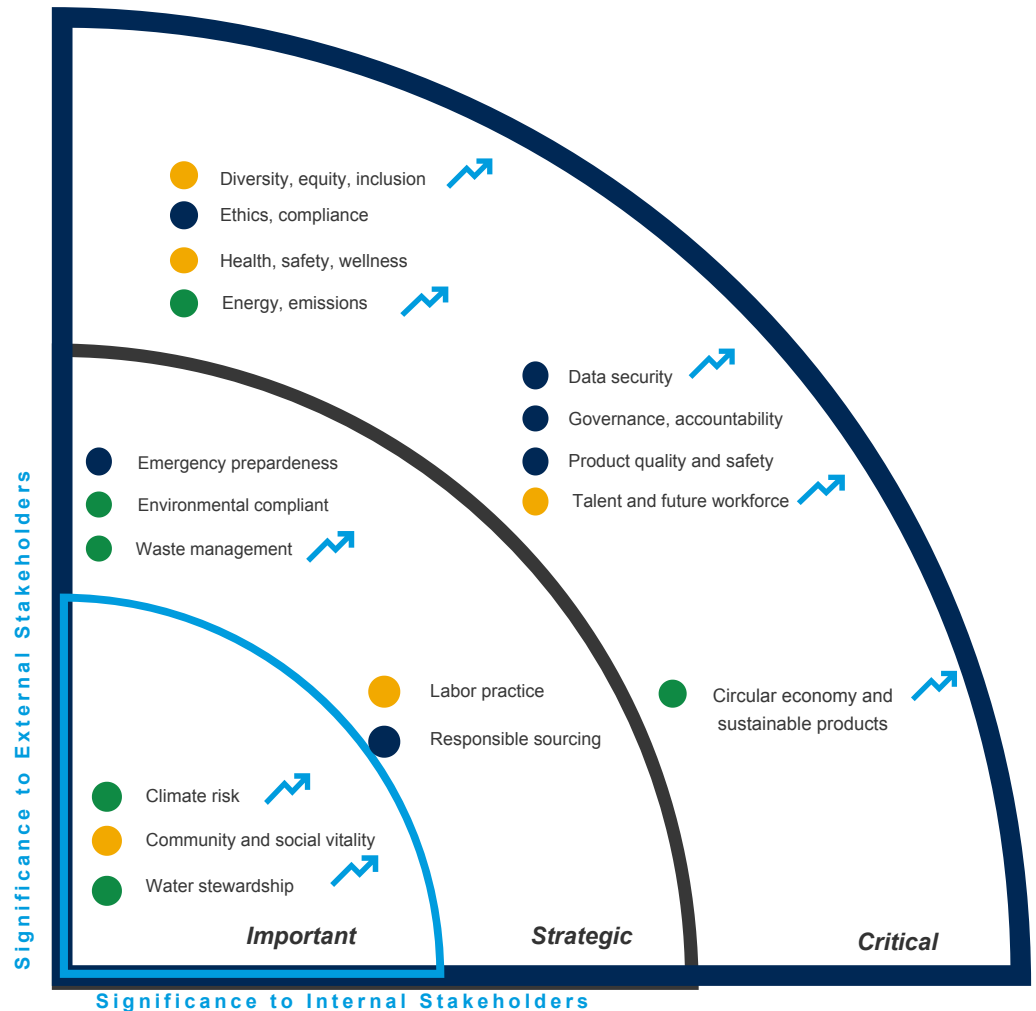 Diversity, equity, inclusion
Ethics, compliance
Health, safety, wellness
Energy, emissions
Data security
Governance, accountability
Product quality and safety
Talent and future workforce
Emergency prepardeness
Environmental compliant
Waste management
Labor practice
Responsible sourcing
Circular economy and
sustainable products
Climate risk
Community and social vitality
Water stewardship
Important
Strategic
Critical
Significance to External Stakeholders
Significance to Internal Stakeholders